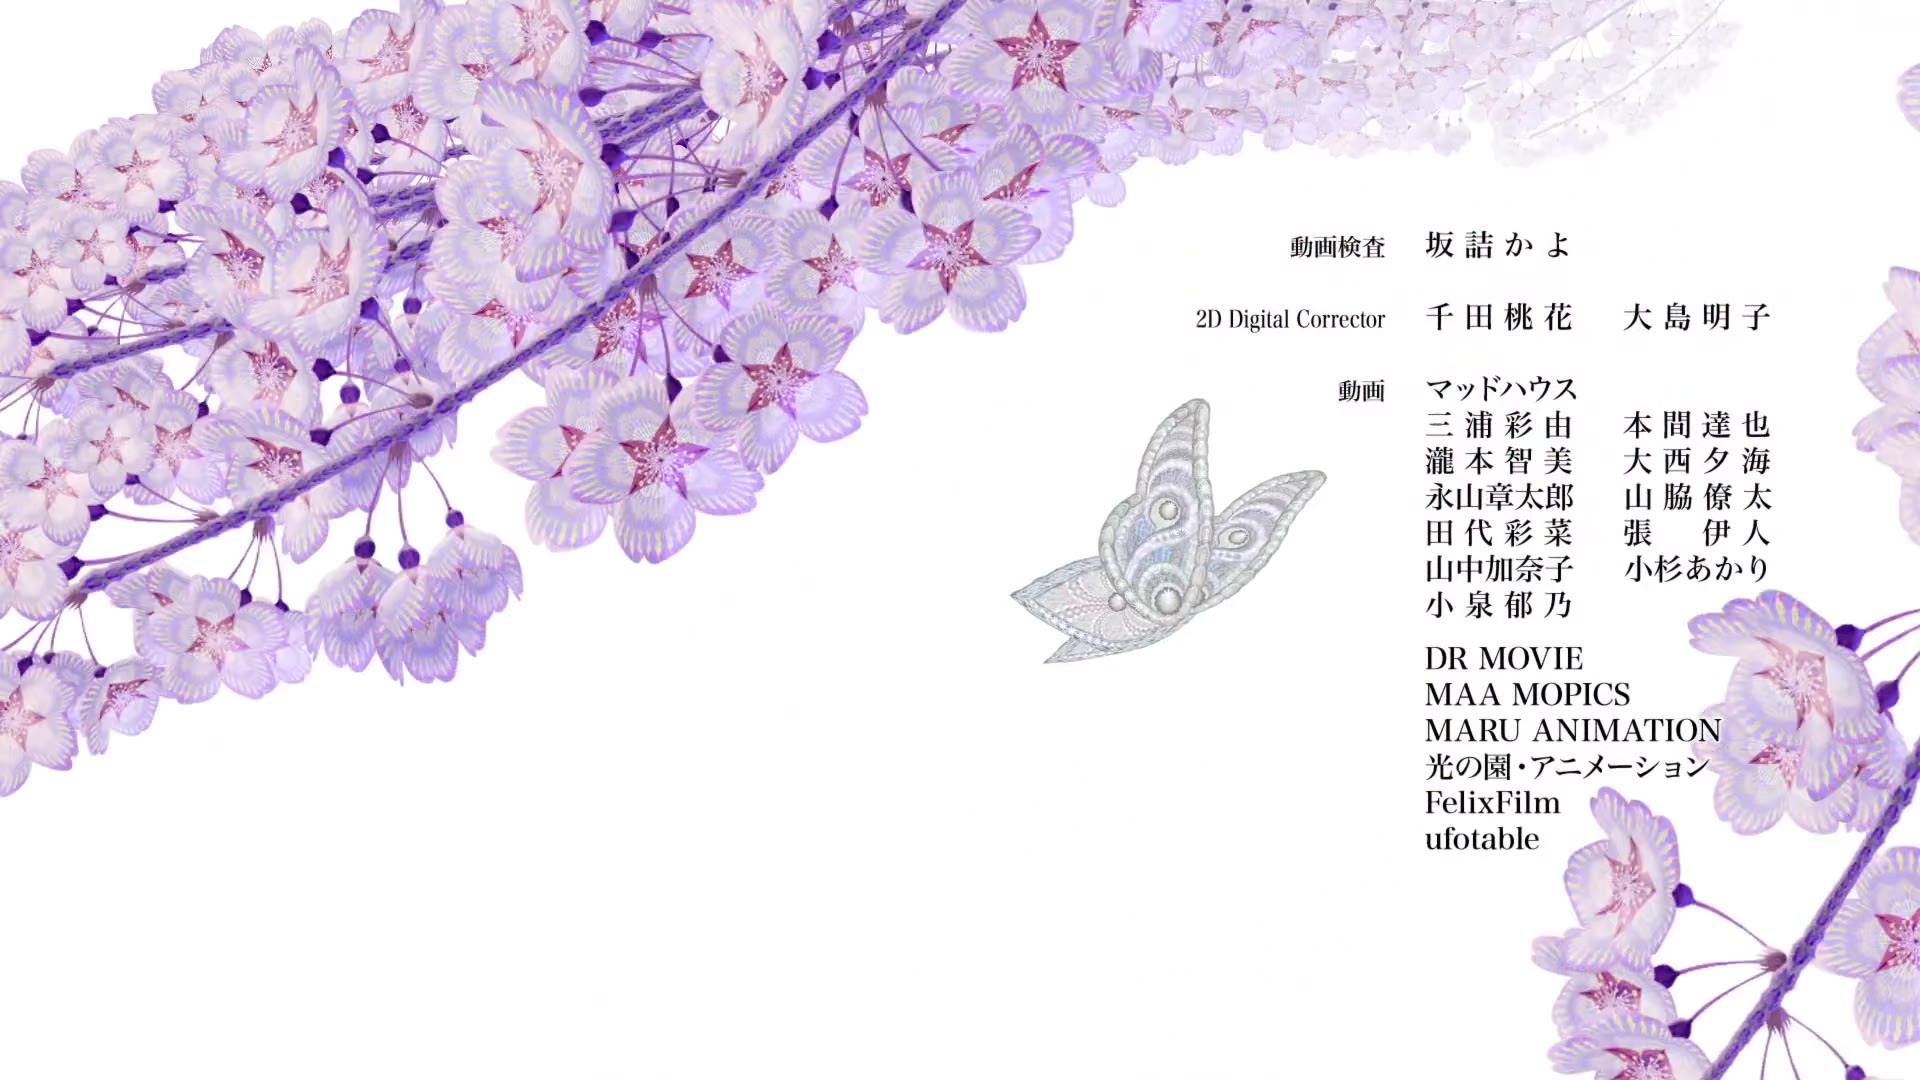 動画検査 坂詰かよ
2D Digital Corrector 千田桃花 大島明子
動画 マッドハウス
三浦彩由 本間達也
瀧本智美 大西夕海
永山章太郎 山脇僚太
田代彩菜 張 伊人
山中加奈子 小杉あかり
小泉郁乃
DR MOVIE
MAA MOPICS
MARU ANIMATION
光の園・アニメーション
FelixFilm
ufotable